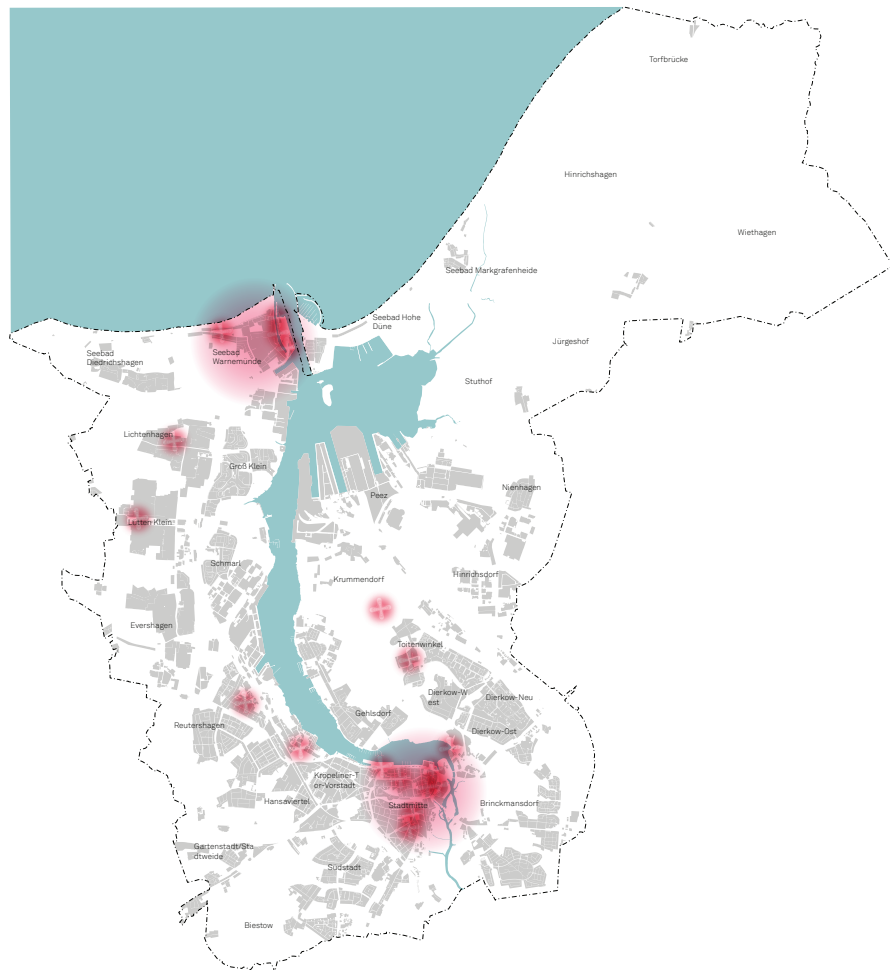 Torfbrücke
Hinrichshagen
Wiethagen
Seebad Markgrafenheide
Seebad Hohe
Düne
Jürgeshof
Seebad
Diedrichshagen
Seebad
Warnemünde
Stuthof
Lichtenhagen
Groß Klein
Nienhagen
Peez
Lütten Klein
Schmarl
Hinrichsdorf
Krummendorf
Evershagen
Toitenwinkel
Dierkow-W
est
Dierkow-Neu
Gehlsdorf
Reutershagen
Dierkow-Ost
Kröpeliner-T
or-Vorstadt
Hansaviertel
Stadtmitte
Brinckmansdorf
Gartenstadt/Sta
dtweide
Südstadt
Biestow